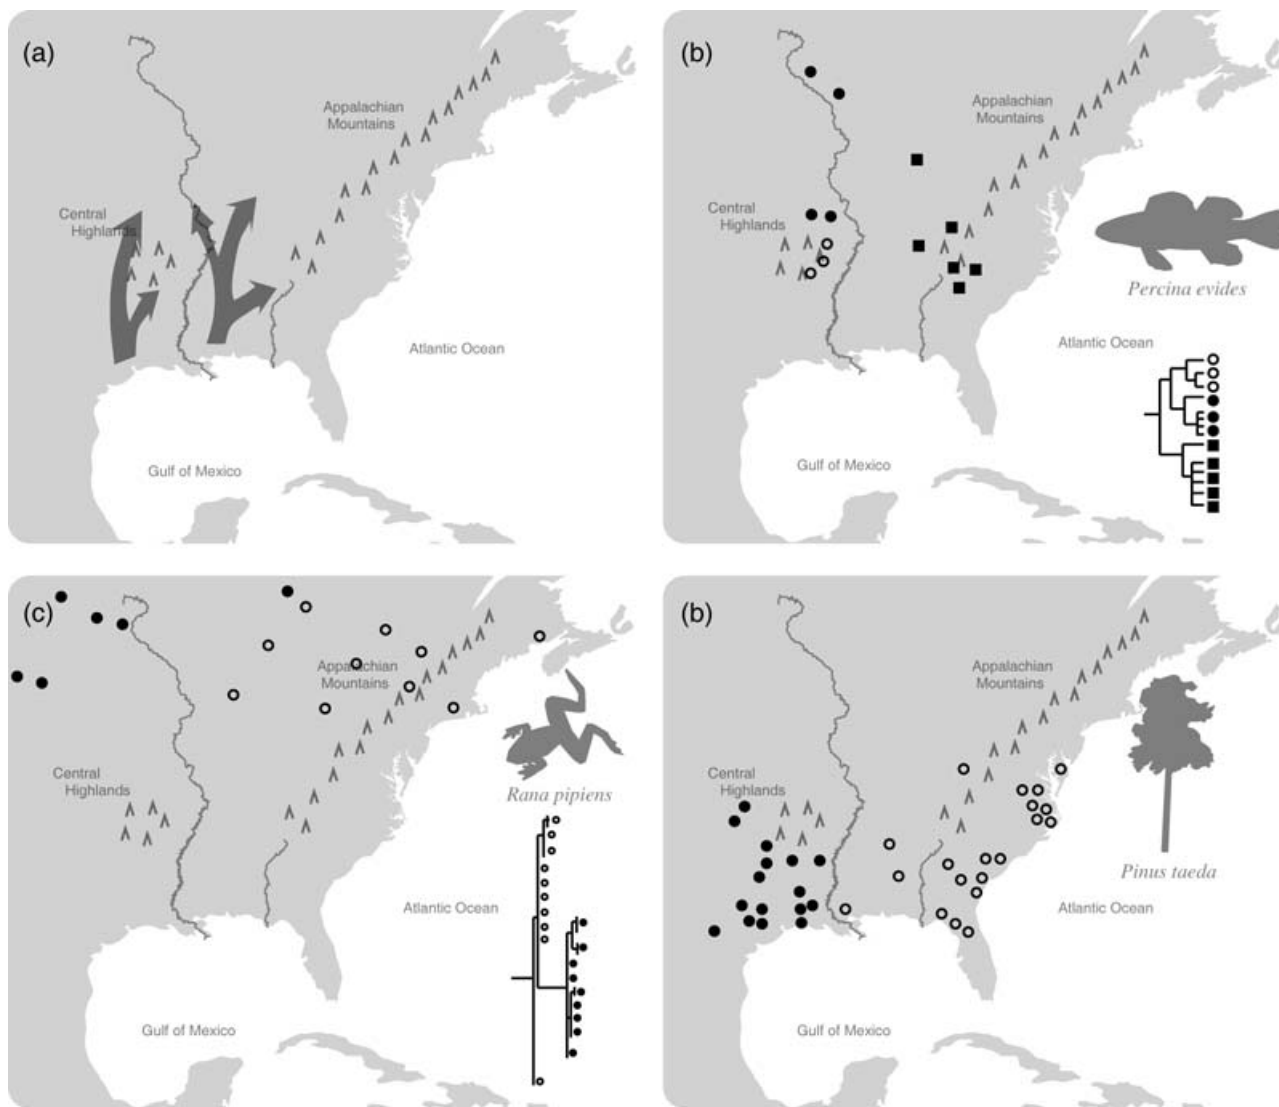 (a)
Appalachian
Mountains
Central
Highlands
Atlantic Ocean
Gulf of Mexico
(b)
Appalachian
Mountains
Central
Highlands
Percina evides
Atlantic Ocean
Gulf of Mexico
(c)
Appalachian
Mountains
Central
Highlands
Rana pipiens
Atlantic Ocean
Gulf of Mexico
(b)
Appalachian
Mountains
Central
Highlands
Pinus taeda
Atlantic Ocean
Gulf of Mexico